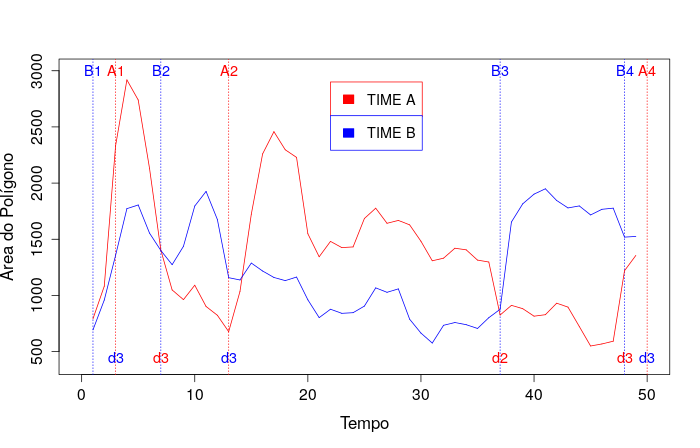 B1 A1 B2 A2 B3 B4 A4
TIME A
TIME B
Área do Polígono
500 1000 1500 2000 2500 3000
d3 d3 d3 d2 d3 d3
0 10 20 30 40 50
Tempo